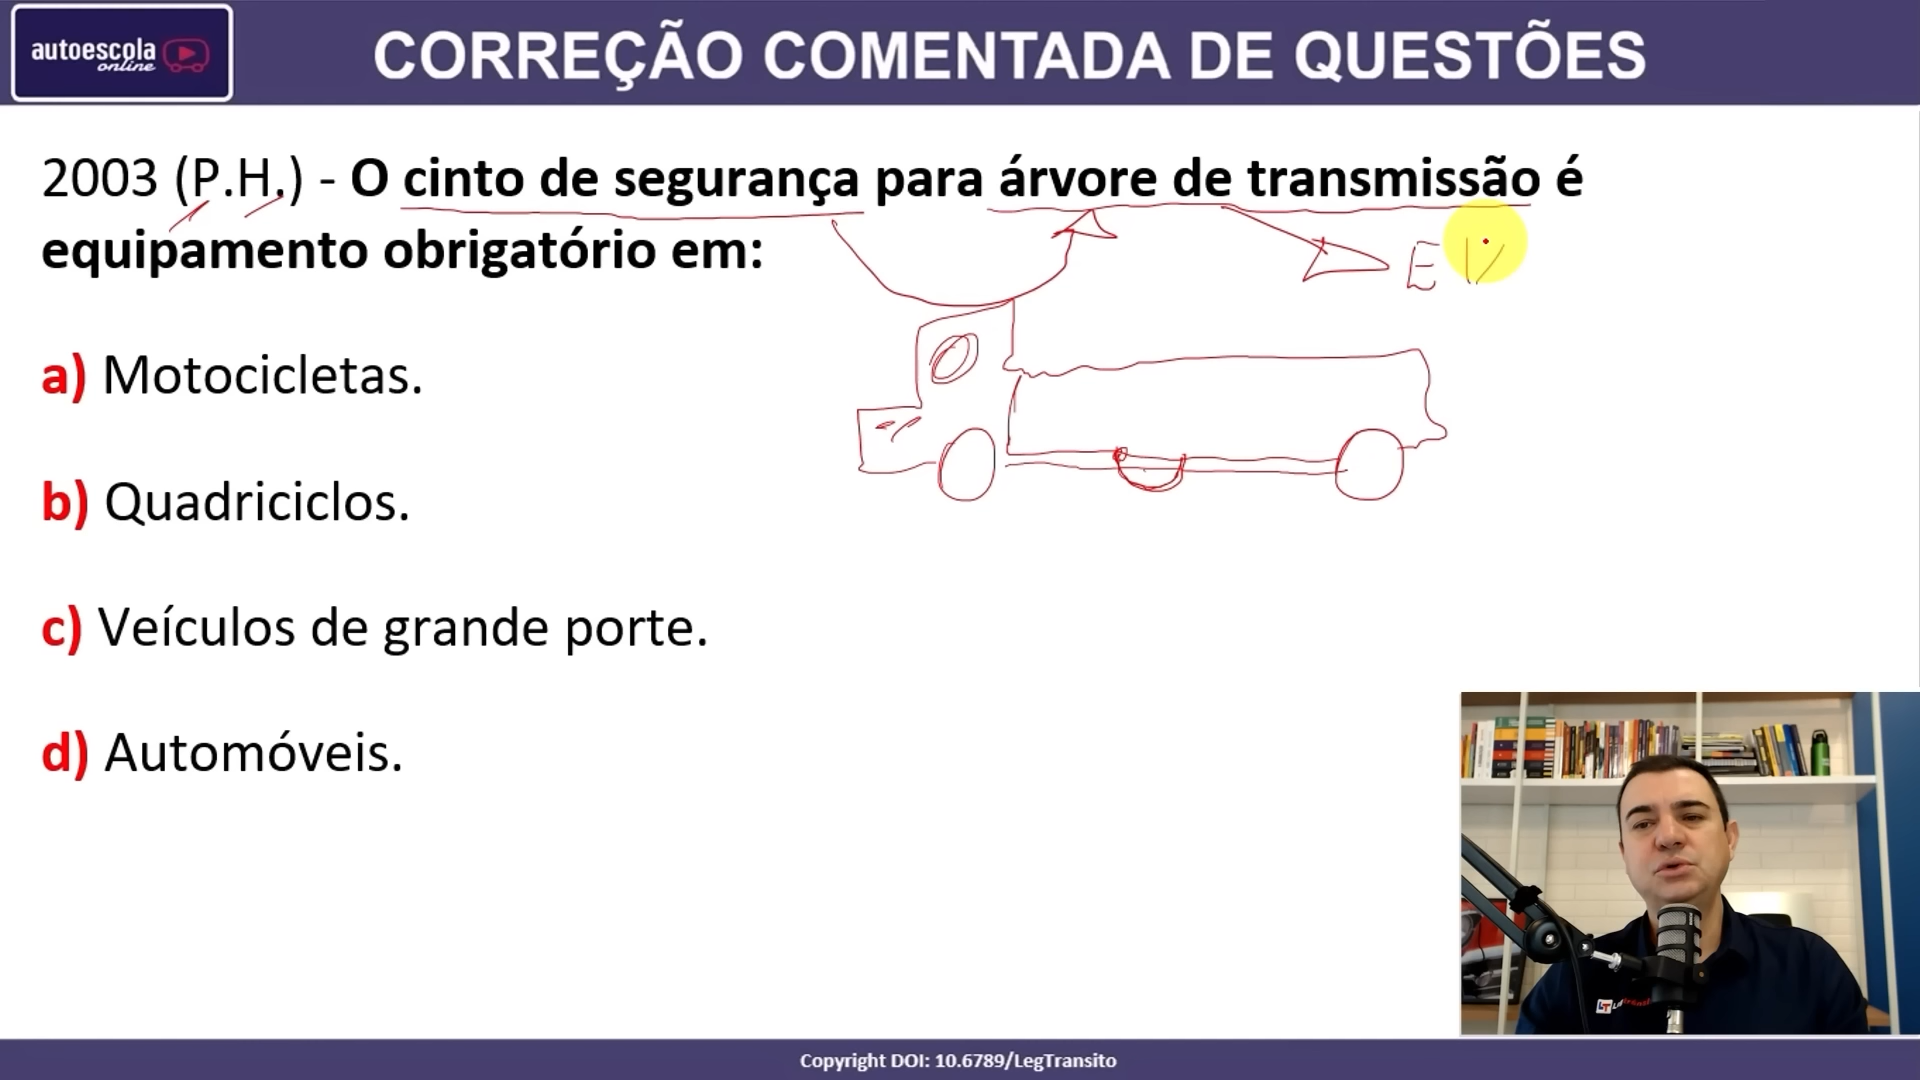 autoescola
online
CORREÇÃO COMENTADA DE QUESTÕES
2003 (P.H.) - O cinto de segurança para árvore de transmissão é
equipamento obrigatório em:
E
a) Motocicletas.
b) Quadriciclos.
c) Veículos de grande porte.
d) Automóveis.
LT
Copyright DOI: 10.6789/LegTransito